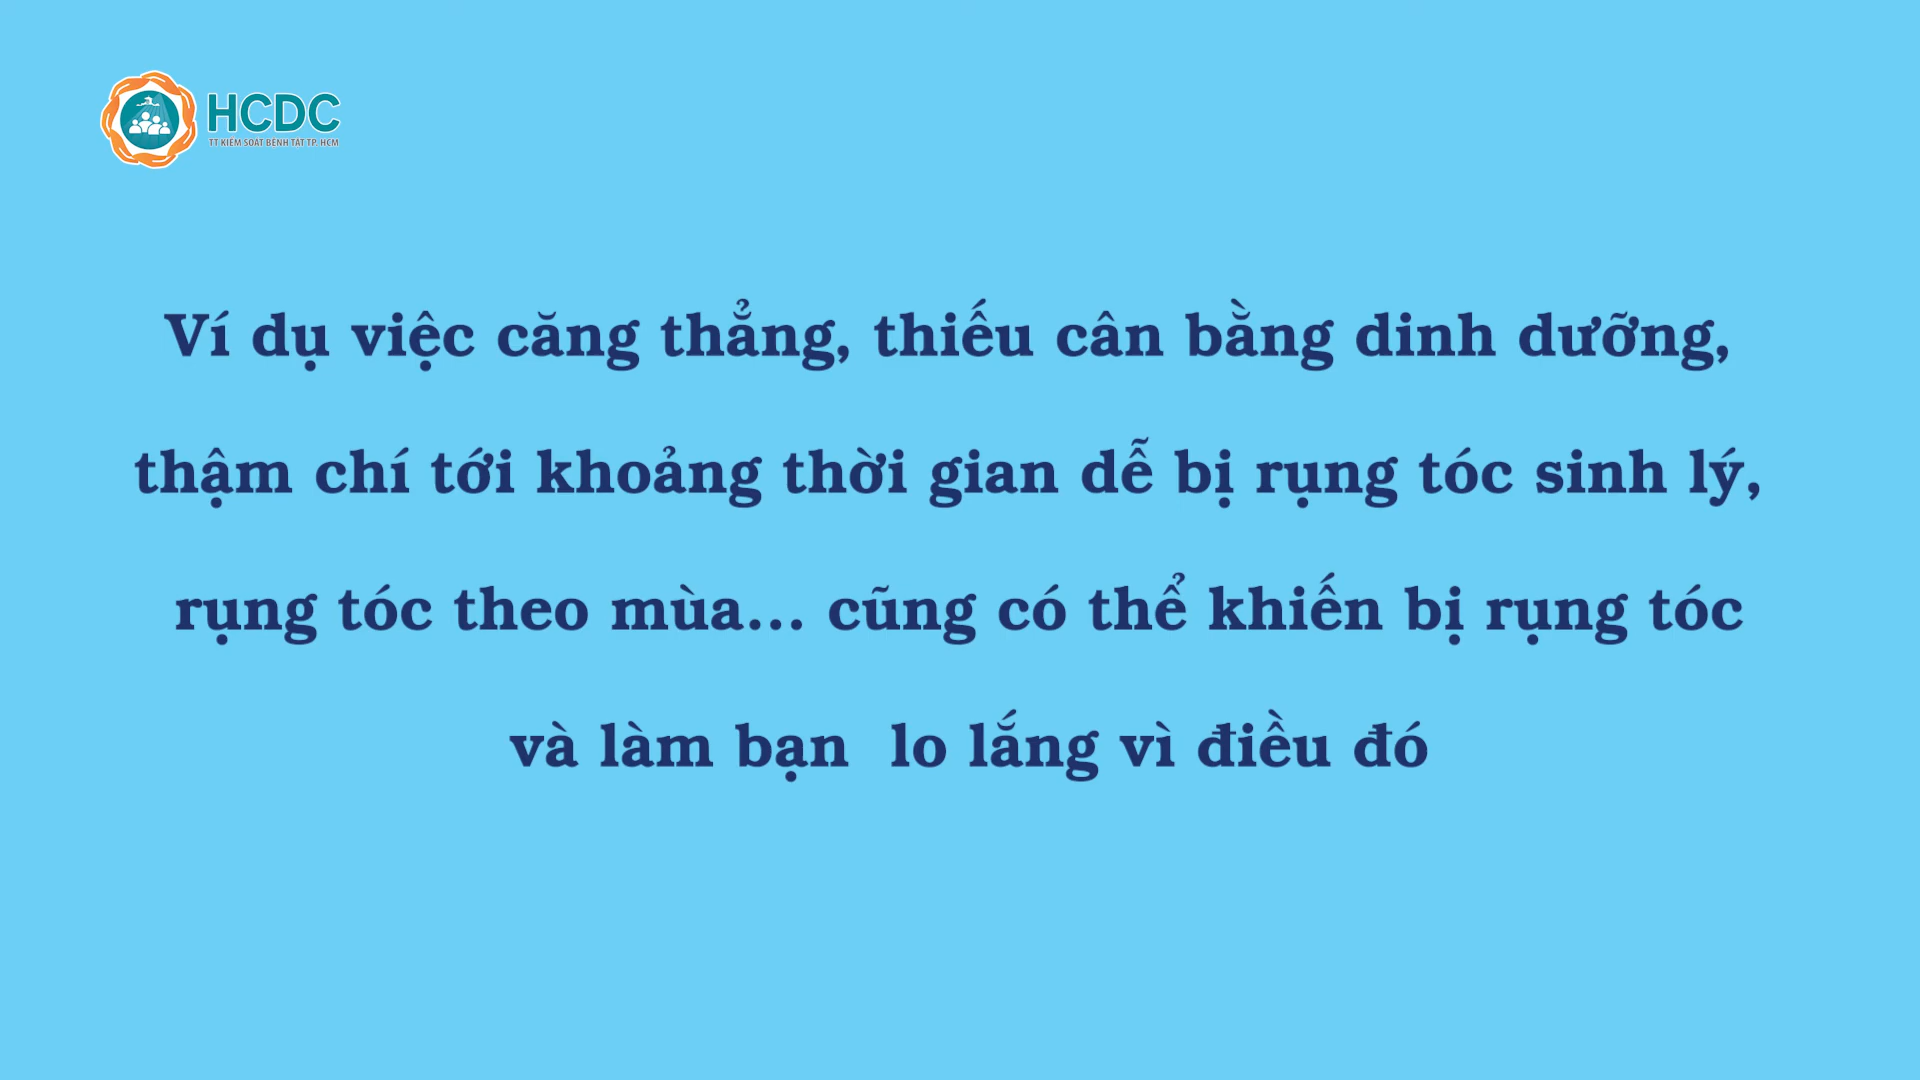 HCDC
TT KIỂM SOÁT BỆNH TẬT TP. HCM
Ví dụ việc căng thẳng, thiếu cân bằng dinh dưỡng,
thậm chí tới khoảng thời gian dễ bị rụng tóc sinh lý,
rụng tóc theo mùa... cũng có thể khiến bị rụng tóc
và làm bạn  lo lắng vì điều đó